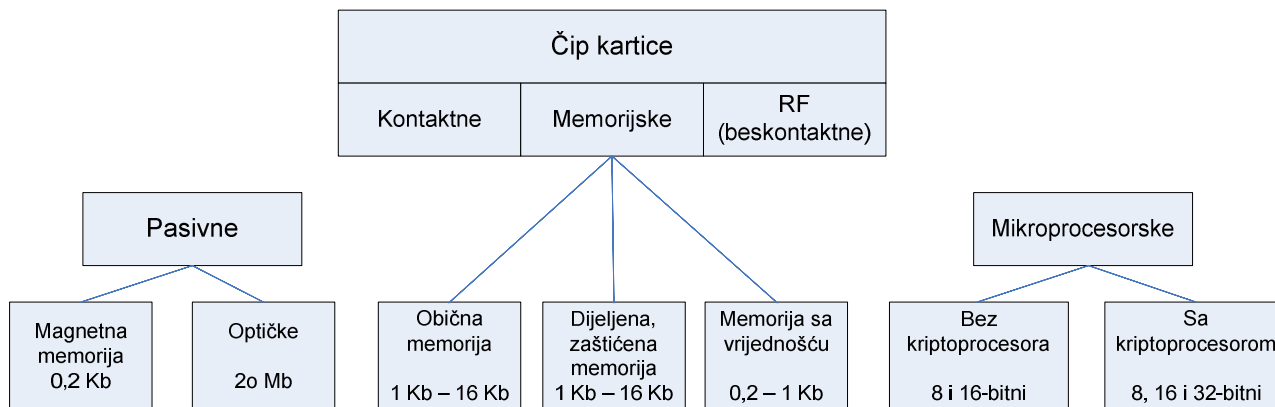 Čip kartice
Kontaktne
Memorijske
RF
(beskontaktne)
Pasivne
Mikroprocesorske
Magnetna
memorija
0,2 Kb
Optičke
2o Mb
Obična
memorija
1 Kb – 16 Kb
Dijeljena,
zaštićena
memorija
1 Kb – 16 Kb
Memorija sa
vrijednošću
0,2 – 1 Kb
Bez
kriptoprocesora
8 i 16-bitni
Sa
kriptoprocesorom
8, 16 i 32-bitni